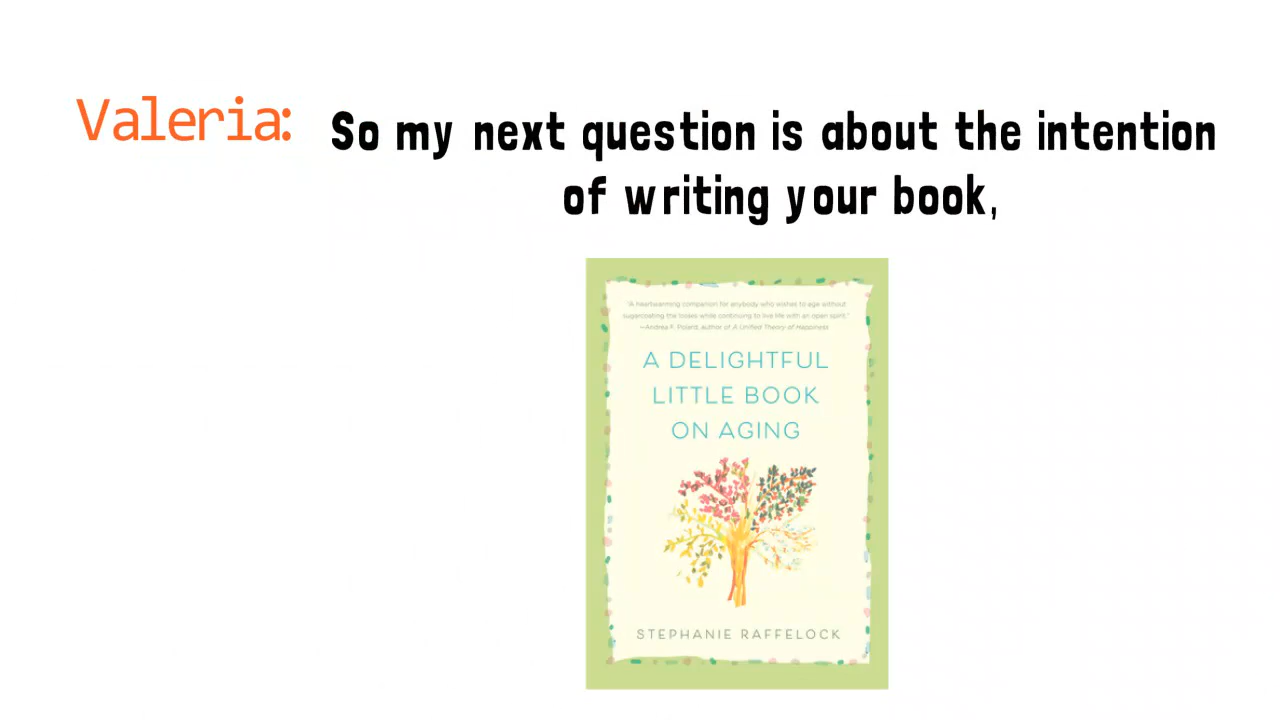 Valeria: So my next question is about the intention
of writing your book,
"A heartwarming companion for anybody who wishes to age without
sugarcoating the losses while continuing to live life with an open spirit."
—Andrea F. Polard, author of A Unified Theory of Happiness
A DELIGHTFUL
LITTLE BOOK
ON AGING
STEPHANIE RAFFELOCK